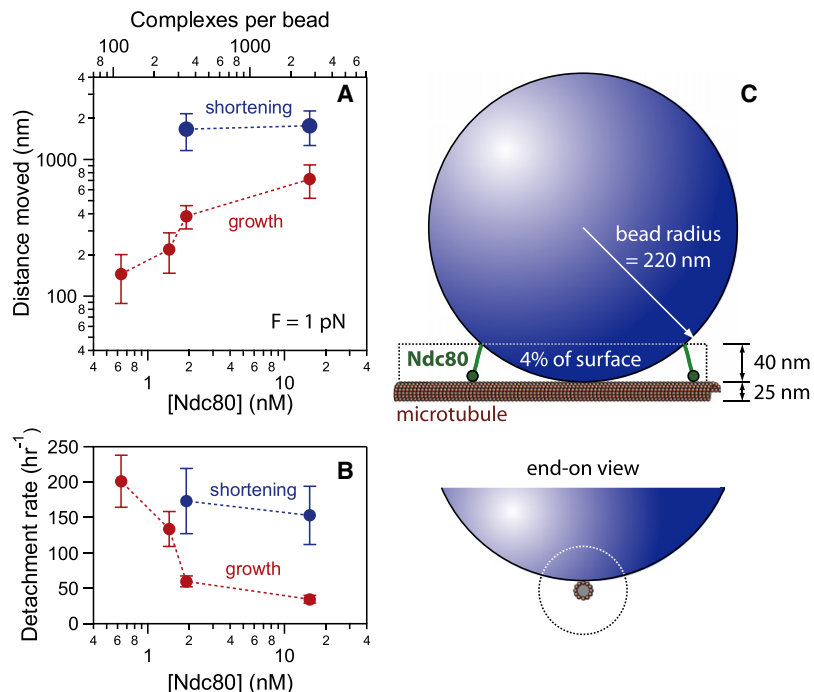 Complexes per bead
100 1000
8 2 4 6 8 2 4 6
A
Distance moved (nm)
4
2
1000
8
6
4
2
100
8
6
4
shortening
growth
F = 1 pN
4 6 8 2 4 6 8 2 4
1 10
[Ndc80] (nM)
B
Detachment rate (hr-1)
250
200
150
100
50
0
shortening
growth
4 6 8 2 4 6 8 2 4
1 10
[Ndc80] (nM)
C
bead radius
= 220 nm
Ndc80
4% of surface
40 nm
25 nm
microtubule
end-on view